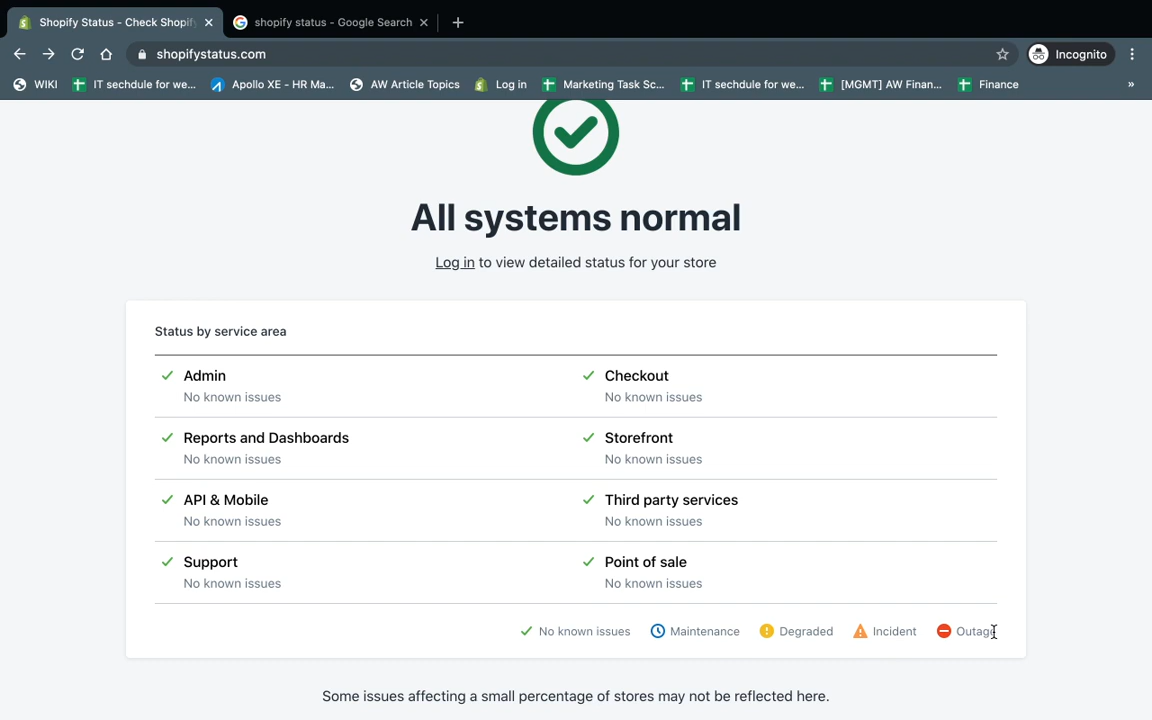 Shopify Status - Check Shopif
shopify status - Google Search
shopifystatus.com
Incognito
WIKI
IT sechdule for we...
Apollo XE - HR Ma...
AW Article Topics
Log in
Marketing Task Sc...
IT sechdule for we...
[MGMT] AW Finan...
Finance
»
All systems normal
Log in to view detailed status for your store
Status by service area
Admin
No known issues
Checkout
No known issues
Reports and Dashboards
No known issues
Storefront
No known issues
API & Mobile
No known issues
Third party services
No known issues
Support
No known issues
Point of sale
No known issues
No known issues Maintenance Degraded Incident Outage
Some issues affecting a small percentage of stores may not be reflected here.